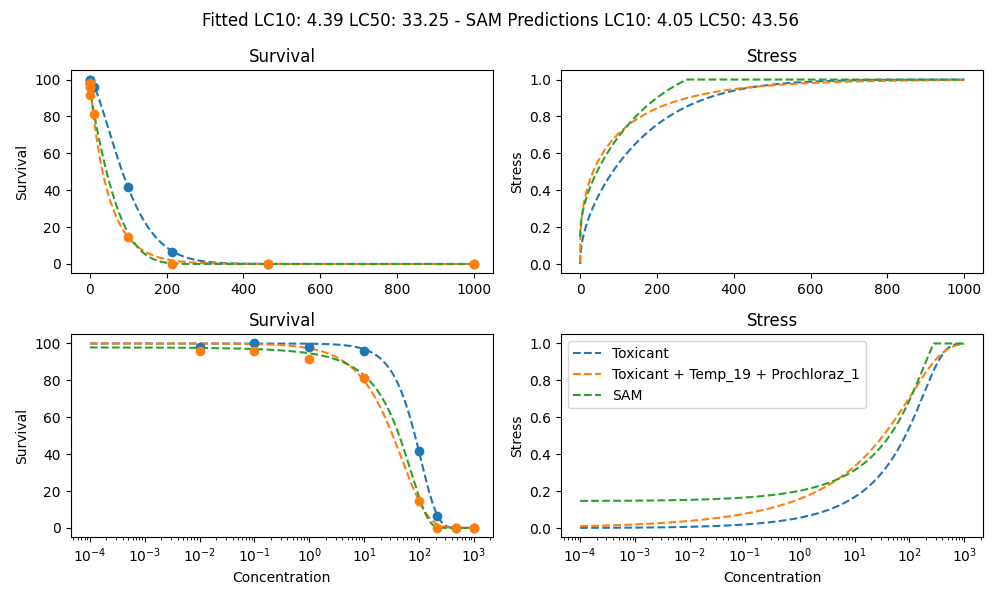 Fitted LC10: 4.39 LC50: 33.25 - SAM Predictions LC10: 4.05 LC50: 43.56
Survival
Survival
100
80
60
40
20
0
0 200 400 600 800 1000
Stress
Stress
1.0
0.8
0.6
0.4
0.2
0.0
0 200 400 600 800 1000
Survival
Survival
100
80
60
40
20
0
10⁻⁴ 10⁻³ 10⁻² 10⁻¹ 10⁰ 10¹ 10² 10³
Concentration
Stress
Stress
1.0
0.8
0.6
0.4
0.2
0.0
Toxicant
Toxicant + Temp_19 + Prochloraz_1
SAM
10⁻⁴ 10⁻³ 10⁻² 10⁻¹ 10⁰ 10¹ 10² 10³
Concentration